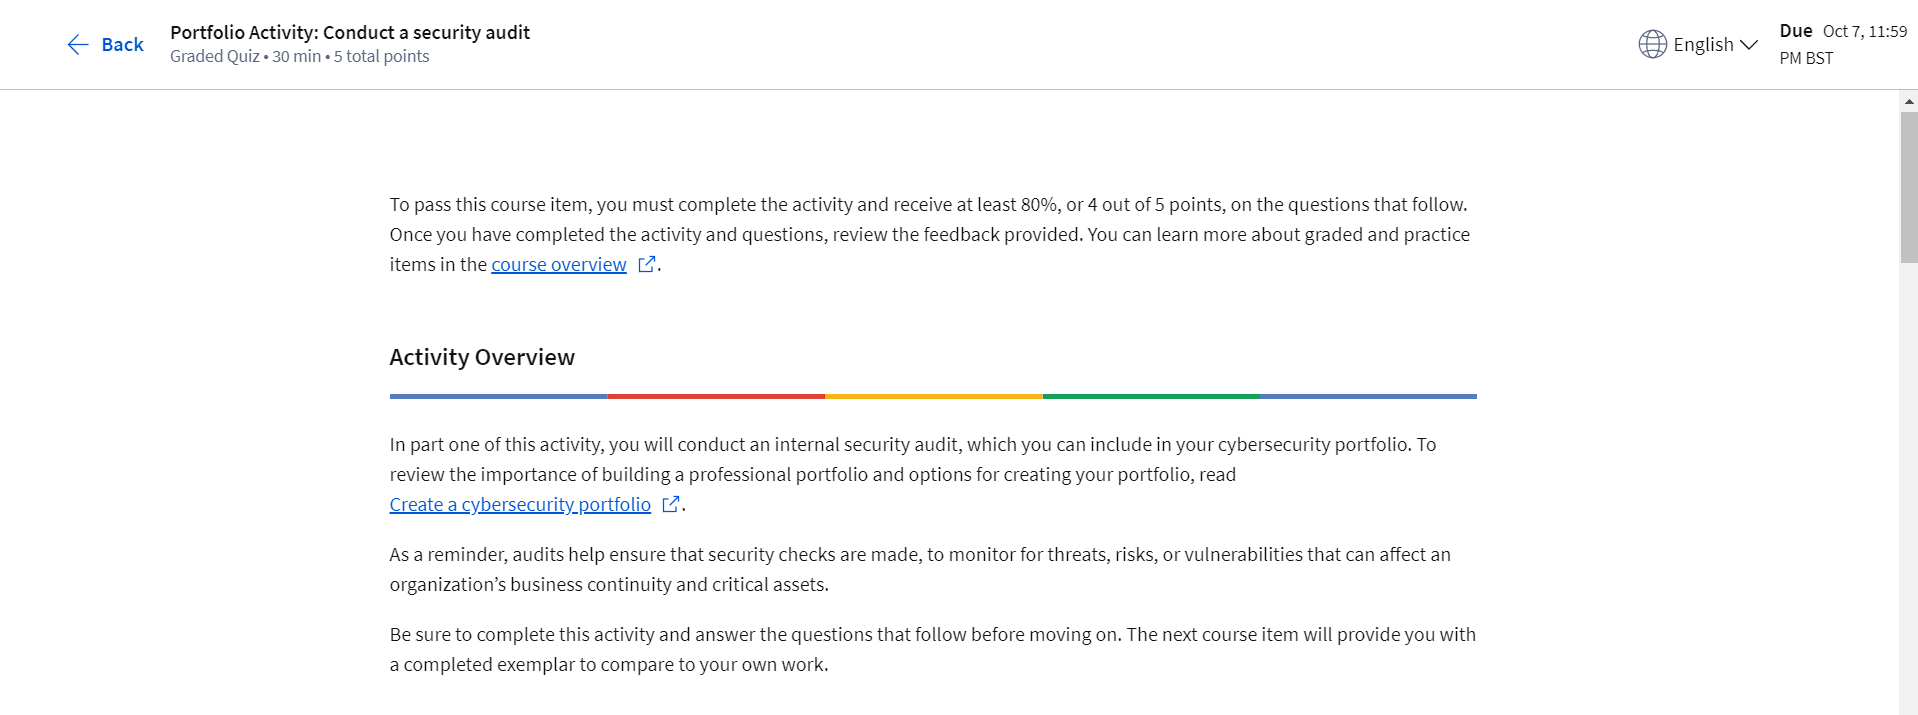 Back
Portfolio Activity: Conduct a security audit
Graded Quiz • 30 min • 5 total points
English
Due Oct 7, 11:59
PM BST
To pass this course item, you must complete the activity and receive at least 80%, or 4 out of 5 points, on the questions that follow.
Once you have completed the activity and questions, review the feedback provided. You can learn more about graded and practice
items in the course overview .
Activity Overview
In part one of this activity, you will conduct an internal security audit, which you can include in your cybersecurity portfolio. To
review the importance of building a professional portfolio and options for creating your portfolio, read
Create a cybersecurity portfolio .
As a reminder, audits help ensure that security checks are made, to monitor for threats, risks, or vulnerabilities that can affect an
organization’s business continuity and critical assets.
Be sure to complete this activity and answer the questions that follow before moving on. The next course item will provide you with
a completed exemplar to compare to your own work.